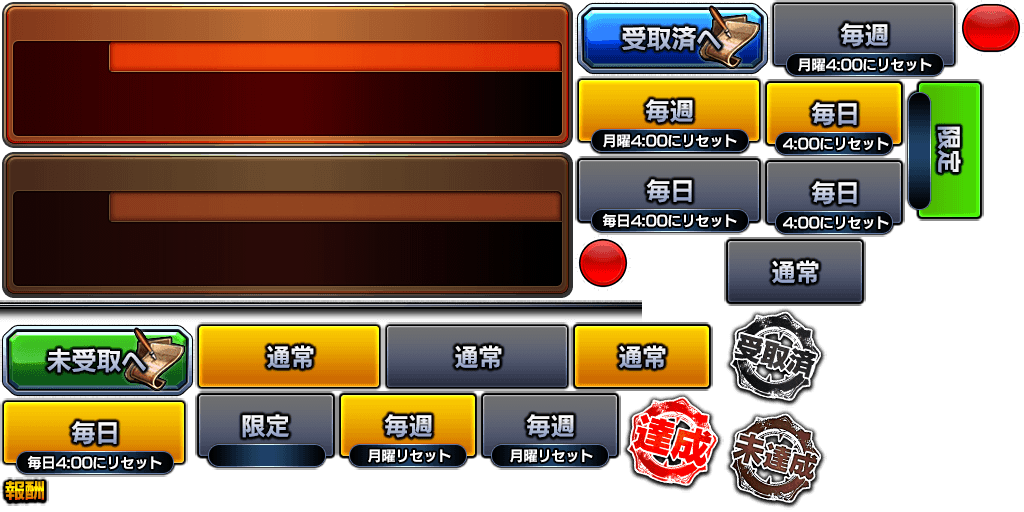 受取済へ
毎週
月曜4:00にリセット
毎週
月曜4:00にリセット
毎日
4:00にリセット
限定
毎日
毎日4:00にリセット
毎日
4:00にリセット
通常
未受取へ
通常
通常
通常
受取済
毎日
毎日4:00にリセット
限定
毎週
月曜リセット
毎週
月曜リセット
達成
未達成
報酬